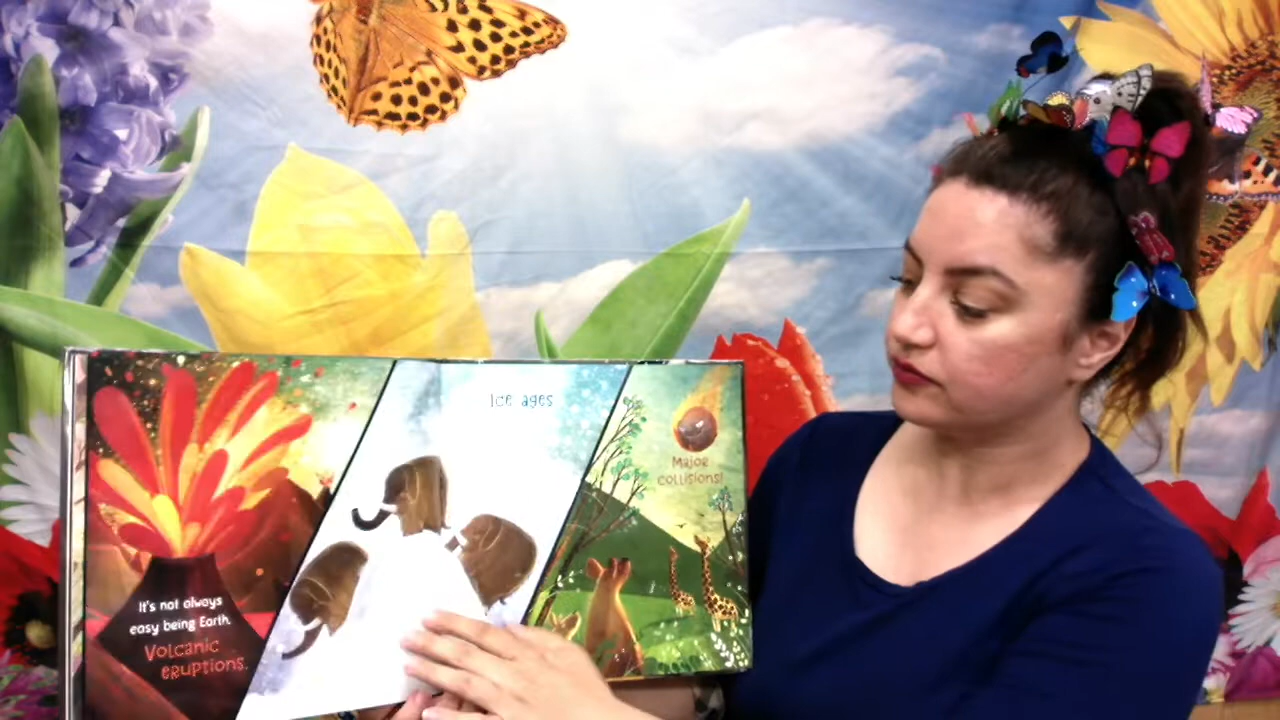 It's not always
easy being Earth.
Volcanic
eruptions.
Ice ages
Major
collisions!